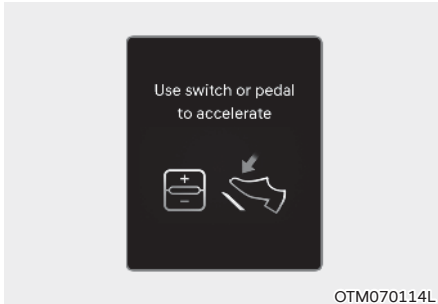 Use switch or pedal
to accelerate
+
−
OTM070114L